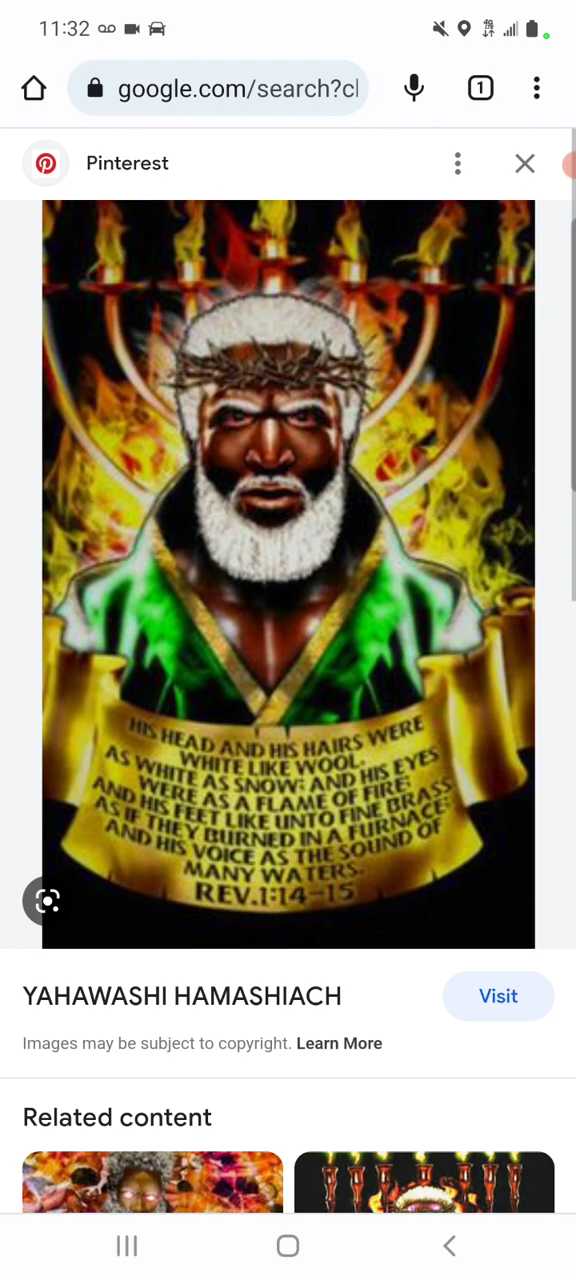 11:32
google.com/search?cl
1
Pinterest
HIS HEAD AND HIS HAIRS WERE
WHITE LIKE WOOL,
AS WHITE AS SNOW; AND HIS EYES
WERE AS A FLAME OF FIRE;
AND HIS FEET LIKE UNTO FINE BRASS
AS IF THEY BURNED IN A FURNACE;
AND HIS VOICE AS THE SOUND OF
MANY WATERS.
REV.1:14-15
YAHAWASHI HAMASHIACH
Visit
Images may be subject to copyright. Learn More
Related content